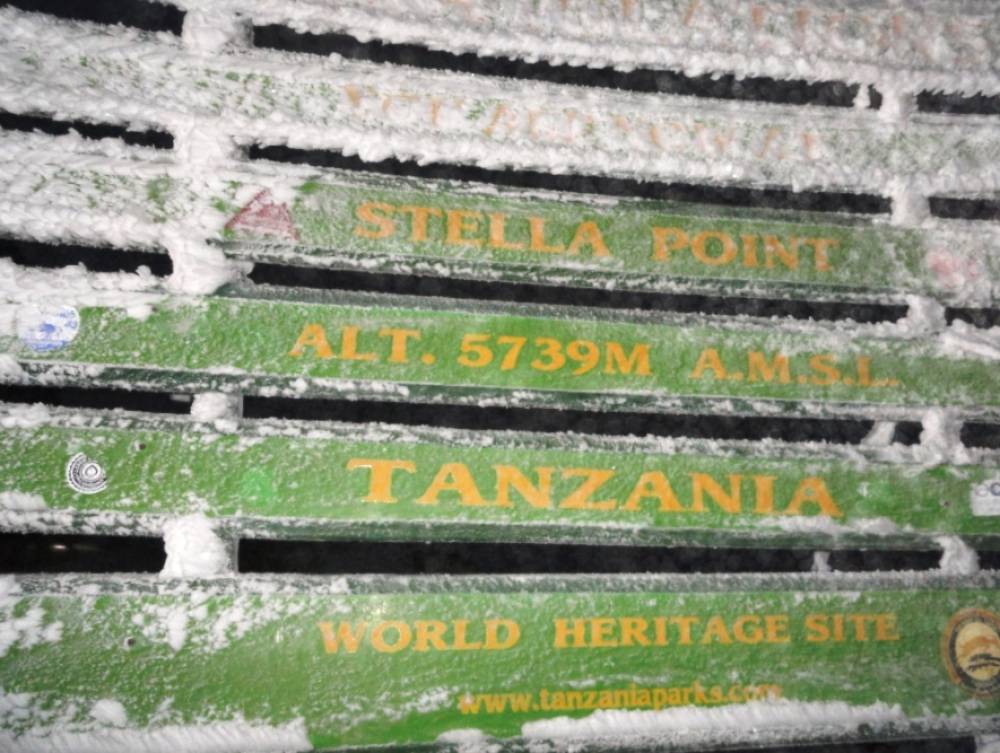 STELLA POINT
ALT. 5739M A.M.S.L.
TANZANIA
WORLD HERITAGE SITE
www.tanzaniaparks.com